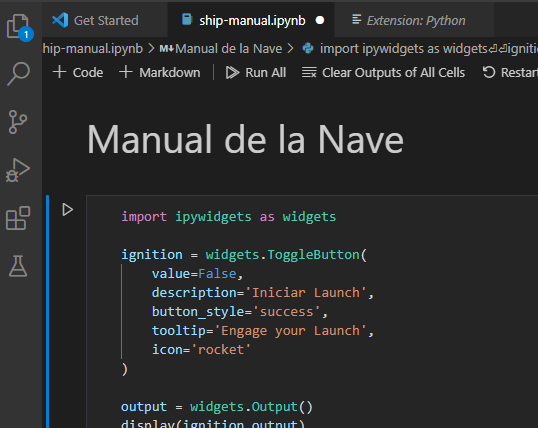 Get Started
ship-manual.ipynb
Extension: Python
1
hip-manual.ipynb > M↓Manual de la Nave > import ipywidgets as widgets⏎⏎igniti
+ Code + Markdown Run All Clear Outputs of All Cells Restar
Manual de la Nave
import ipywidgets as widgets
ignition = widgets.ToggleButton(
value=False,
description='Iniciar Launch',
button_style='success',
tooltip='Engage your Launch',
icon='rocket'
)
output = widgets.Output()
display(ignition,output)